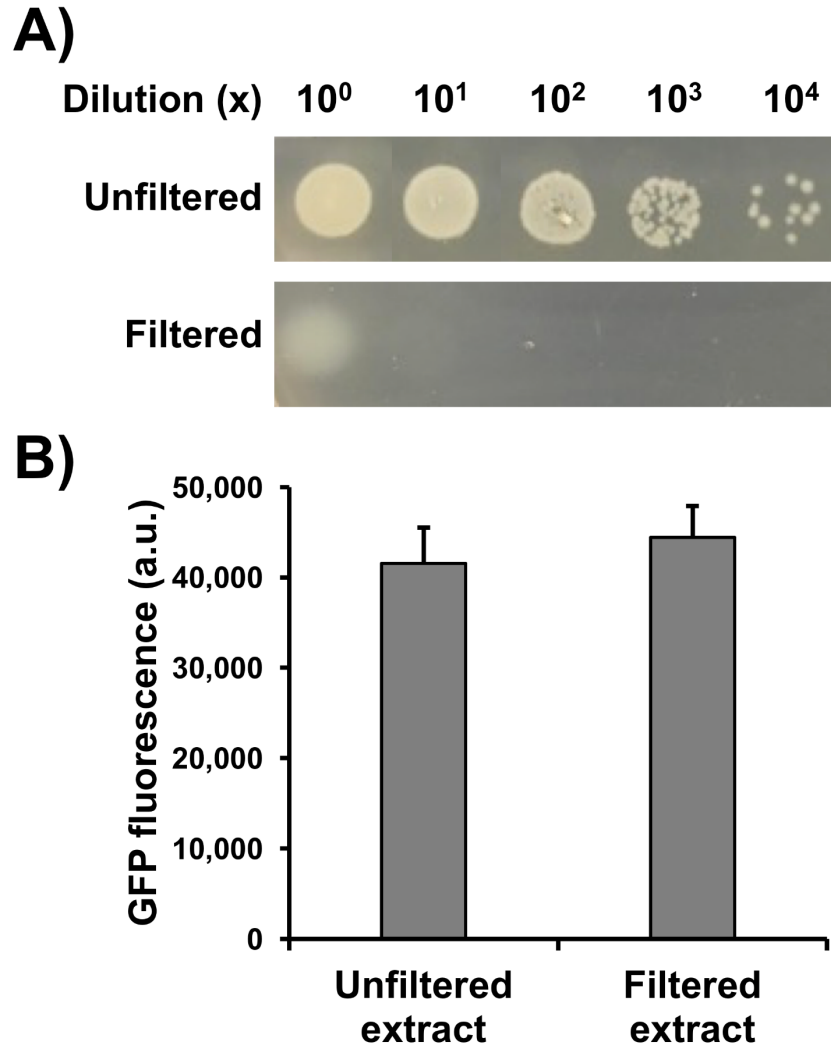 A)
Dilution (x) 10⁰ 10¹ 10² 10³ 10⁴
Unfiltered
Filtered
B)
GFP fluorescence (a.u.)
50,000
40,000
30,000
20,000
10,000
0
Unfiltered extract
Filtered extract